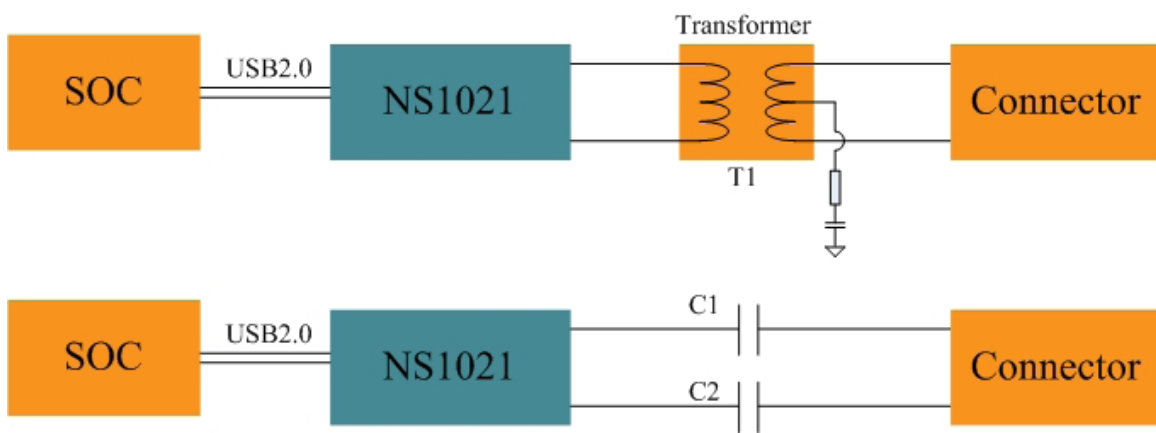 Transformer
SOC
USB2.0
NS1021
Connector
T1
SOC
USB2.0
NS1021
C1
C2
Connector